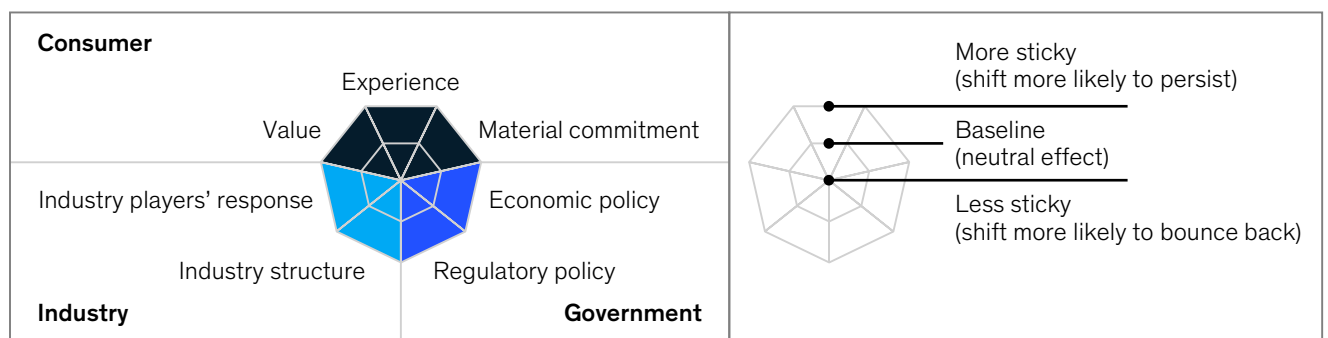 Consumer
Experience
Value
Material commitment
Industry players’ response
Economic policy
Industry structure
Regulatory policy
Industry
Government
More sticky
(shift more likely to persist)
Baseline
(neutral effect)
Less sticky
(shift more likely to bounce back)